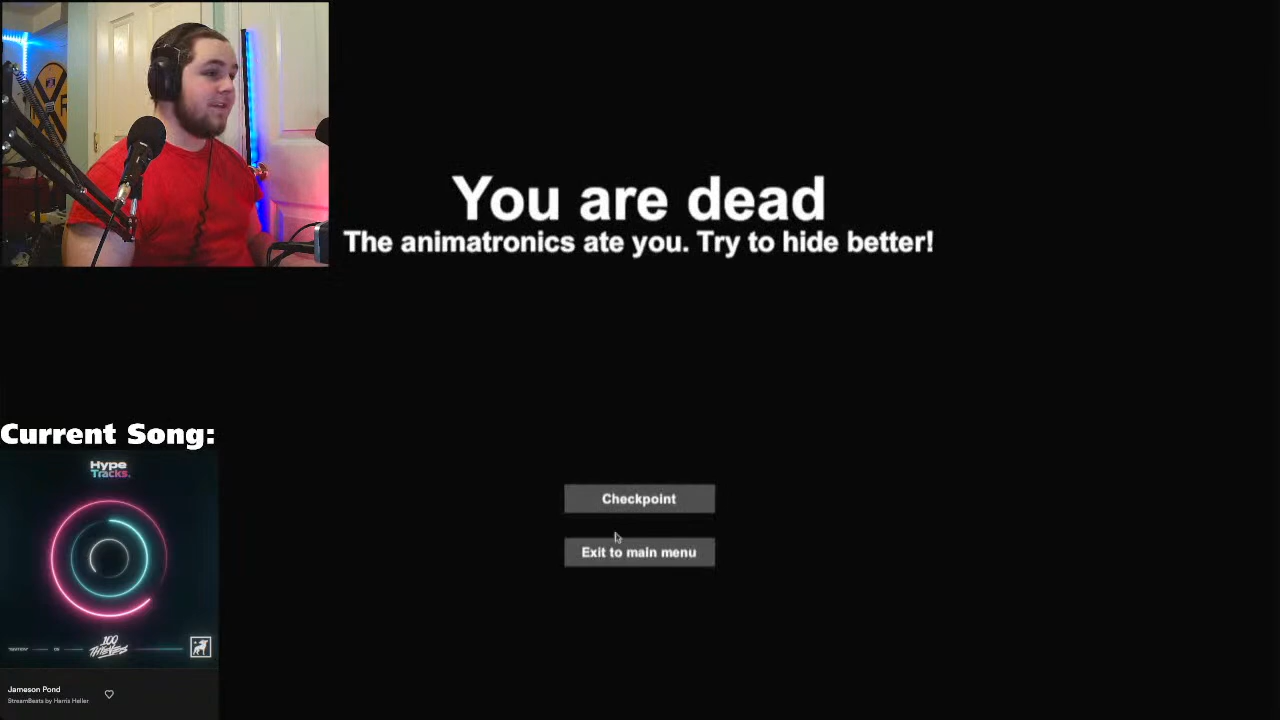 You are dead
The animatronics ate you. Try to hide better!
Checkpoint
Exit to main menu
Current Song:
Hype
Tracks.
100
THIEVES
Jameson Pond
StreamBeats by Harris Heller